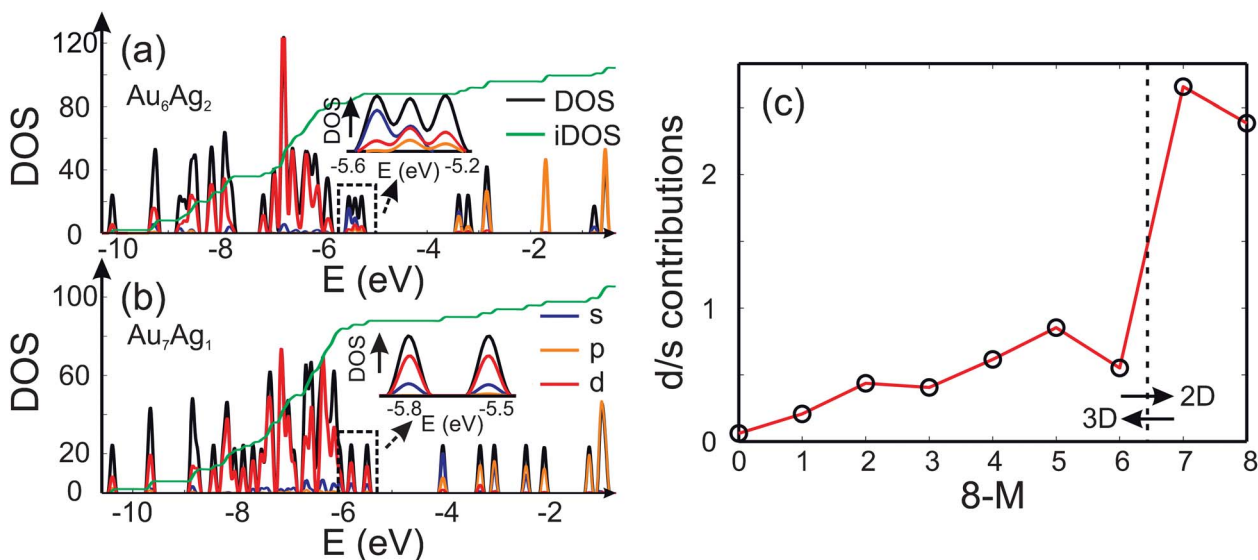 (a)
Au6Ag2
DOS
120
80
40
0
-10
-8
-6
-4
-2
E (eV)
DOS
iDOS
DOS
-5.6
E (eV)
-5.2
(b)
Au7Ag1
DOS
100
60
20
0
-10
-8
-6
-4
-2
E (eV)
s
p
d
DOS
-5.8
-5.5
E (eV)
(c)
d/s contributions
2
1
0
2D
3D
0 1 2 3 4 5 6 7 8
8-M